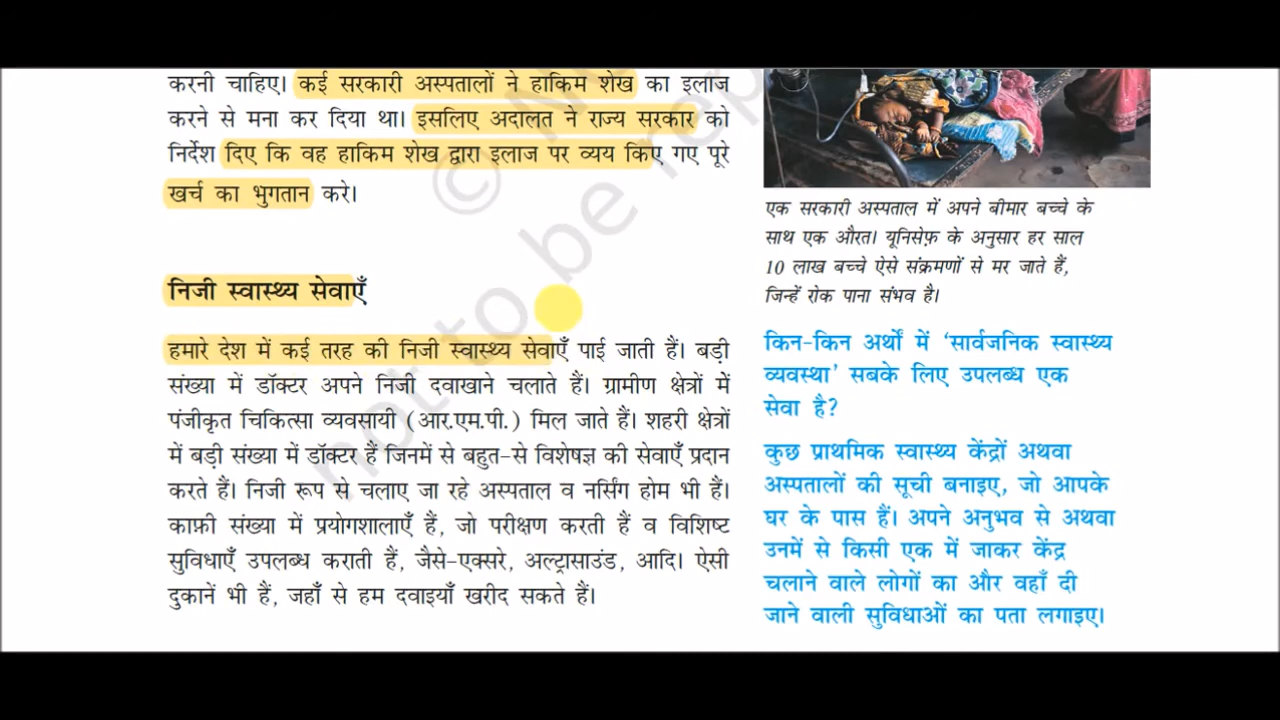 करनी चाहिए। कई सरकारी अस्पतालों ने हाकिम शेख का इलाज
करने से मना कर दिया था। इसलिए अदालत ने राज्य सरकार को
निर्देश दिए कि वह हाकिम शेख द्वारा इलाज पर व्यय किए गए पूरे
खर्च का भुगतान करे।
निजी स्वास्थ्य सेवाएँ
हमारे देश में कई तरह की निजी स्वास्थ्य सेवाएँ पाई जाती हैं। बड़ी
संख्या में डॉक्टर अपने निजी दवाखाने चलाते हैं। ग्रामीण क्षेत्रों में
पंजीकृत चिकित्सा व्यवसायी (आर.एम.पी.) मिल जाते हैं। शहरी क्षेत्रों
में बड़ी संख्या में डॉक्टर हैं जिनमें से बहुत-से विशेषज्ञ की सेवाएँ प्रदान
करते हैं। निजी रूप से चलाए जा रहे अस्पताल व नर्सिंग होम भी हैं।
काफ़ी संख्या में प्रयोगशालाएँ हैं, जो परीक्षण करती हैं व विशिष्ट
सुविधाएँ उपलब्ध कराती हैं, जैसे-एक्सरे, अल्ट्रासाउंड, आदि। ऐसी
दुकानें भी हैं, जहाँ से हम दवाइयाँ खरीद सकते हैं।
एक सरकारी अस्पताल में अपने बीमार बच्चे के
साथ एक औरत। यूनिसेफ़ के अनुसार हर साल
10 लाख बच्चे ऐसे संक्रमणों से मर जाते हैं,
जिन्हें रोक पाना संभव है।
किन-किन अर्थों में ‘सार्वजनिक स्वास्थ्य
व्यवस्था’ सबके लिए उपलब्ध एक
सेवा है?
कुछ प्राथमिक स्वास्थ्य केंद्रों अथवा
अस्पतालों की सूची बनाइए, जो आपके
घर के पास हैं। अपने अनुभव से अथवा
उनमें से किसी एक में जाकर केंद्र
चलाने वाले लोगों का और वहाँ दी
जाने वाली सुविधाओं का पता लगाइए।
not to be rep